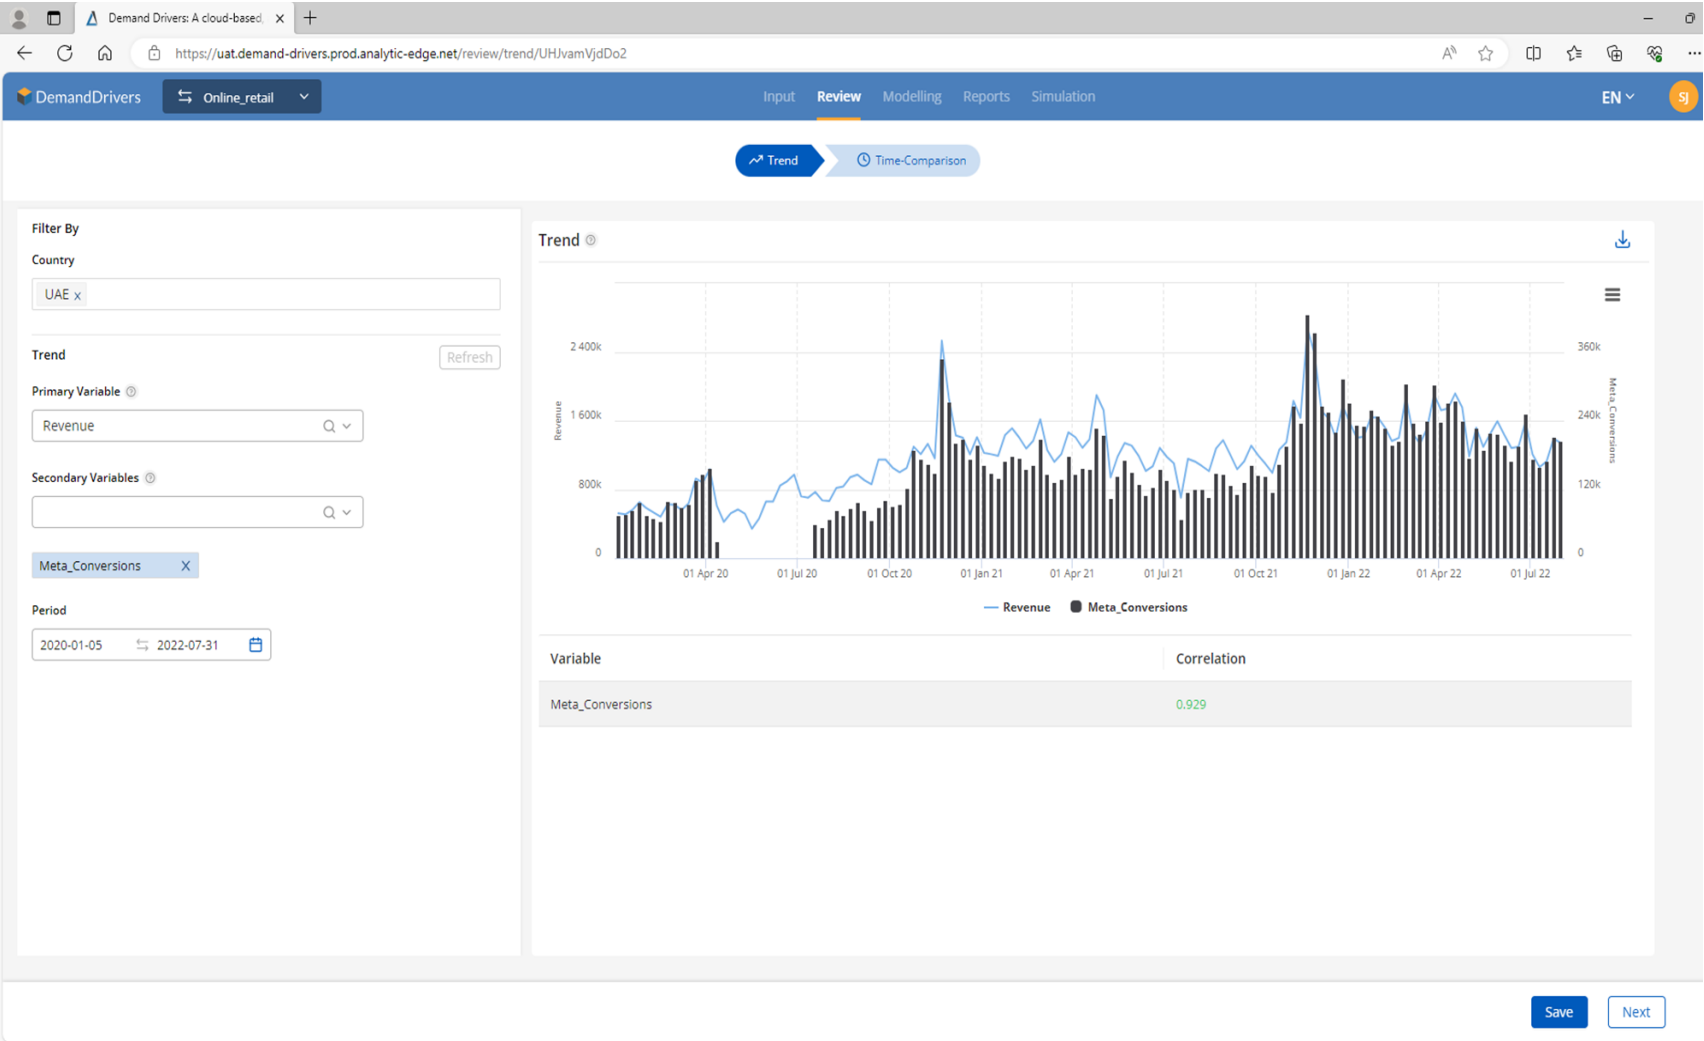 Demand Drivers: A cloud-based,
https://uat.demand-drivers.prod.analytic-edge.net/review/trend/UHJvamVjdDo2
DemandDrivers
Online_retail
Input
Review
Modelling
Reports
Simulation
EN
SJ
Trend
Time-Comparison
Filter By
Country
UAE x
Trend
Refresh
Primary Variable
Revenue
Secondary Variables
Meta_Conversions X
Period
2020-01-05
2022-07-31
Trend
Revenue
2 400k
1 600k
800k
0
360k
240k
120k
0
Meta_Conversions
01 Apr 20
01 Jul 20
01 Oct 20
01 Jan 21
01 Apr 21
01 Jul 21
01 Oct 21
01 Jan 22
01 Apr 22
01 Jul 22
Revenue
Meta_Conversions
Variable
Correlation
Meta_Conversions
0.929
Save
Next